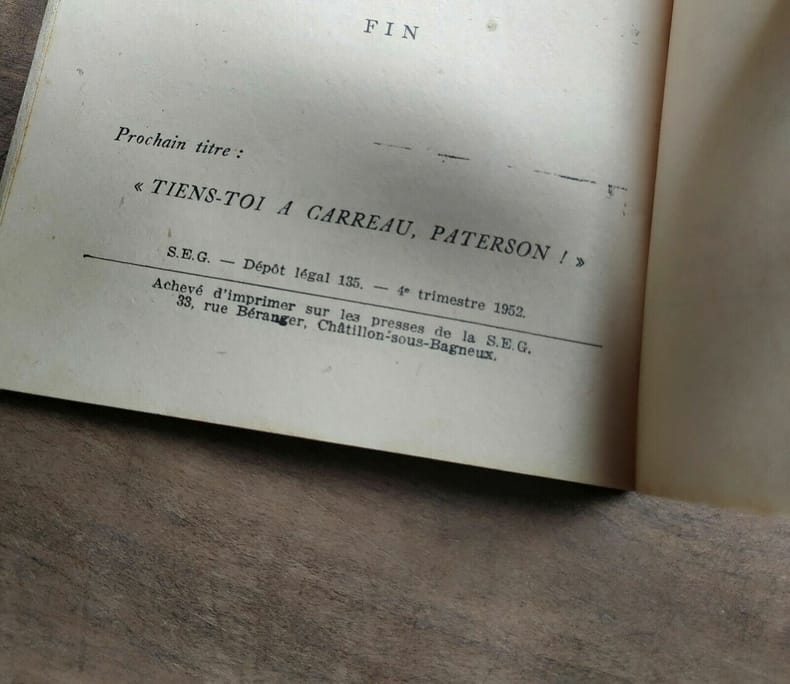 FIN
Prochain titre :
« TIENS-TOI A CARREAU, PATERSON ! »
S.E.G. — Dépôt légal 135. — 4e trimestre 1952.
Achevé d'imprimer sur les presses de la S.E.G.
33, rue Béranger, Châtillon-sous-Bagneux.